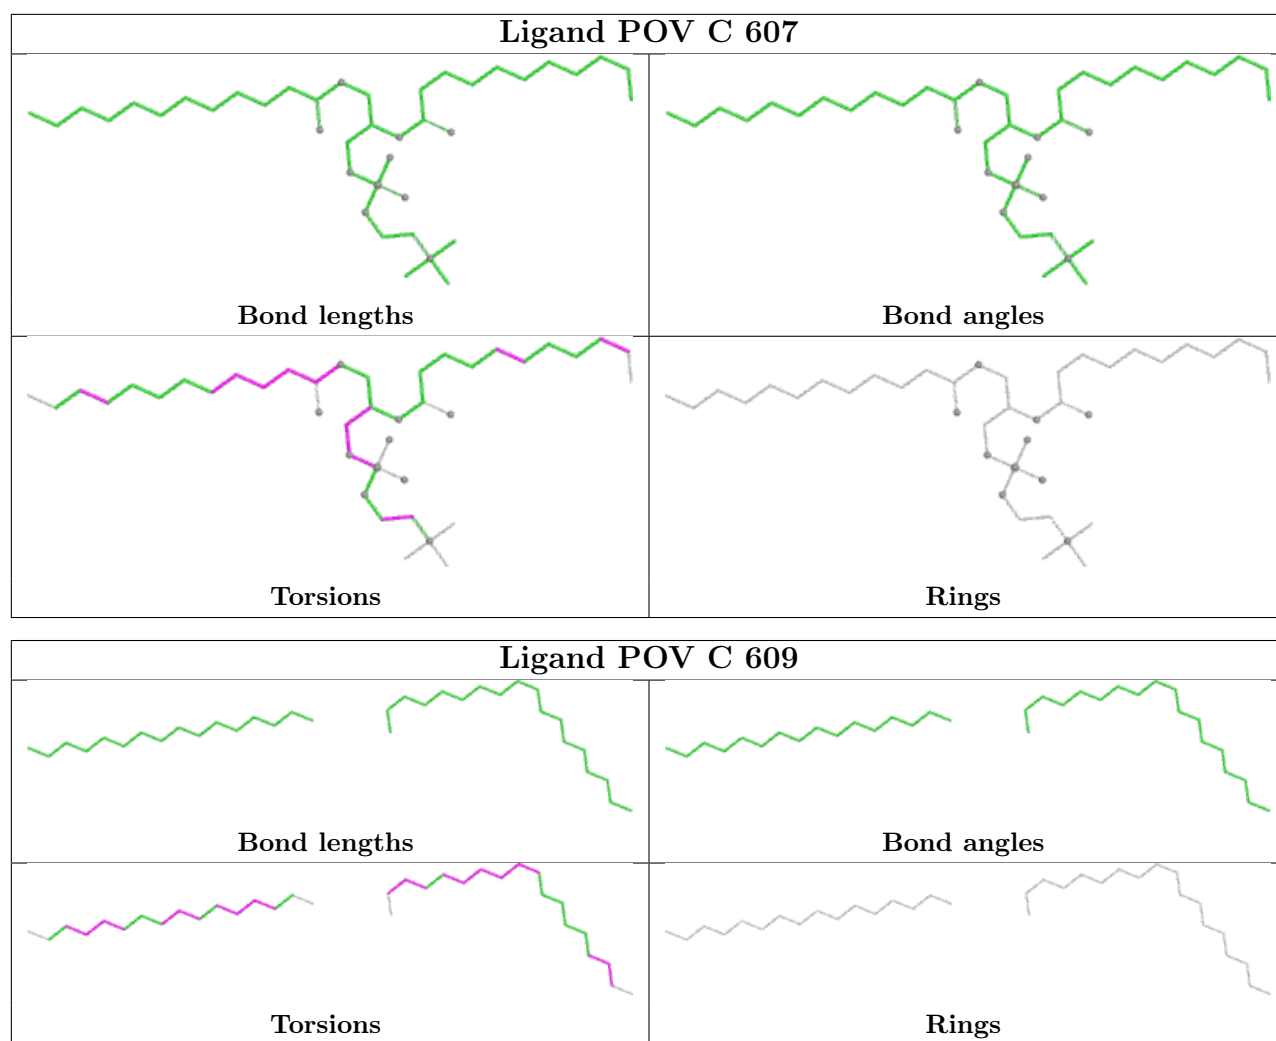 Ligand POV C 607
Bond lengths
Bond angles
Torsions
Rings
Ligand POV C 609
Bond lengths
Bond angles
Torsions
Rings